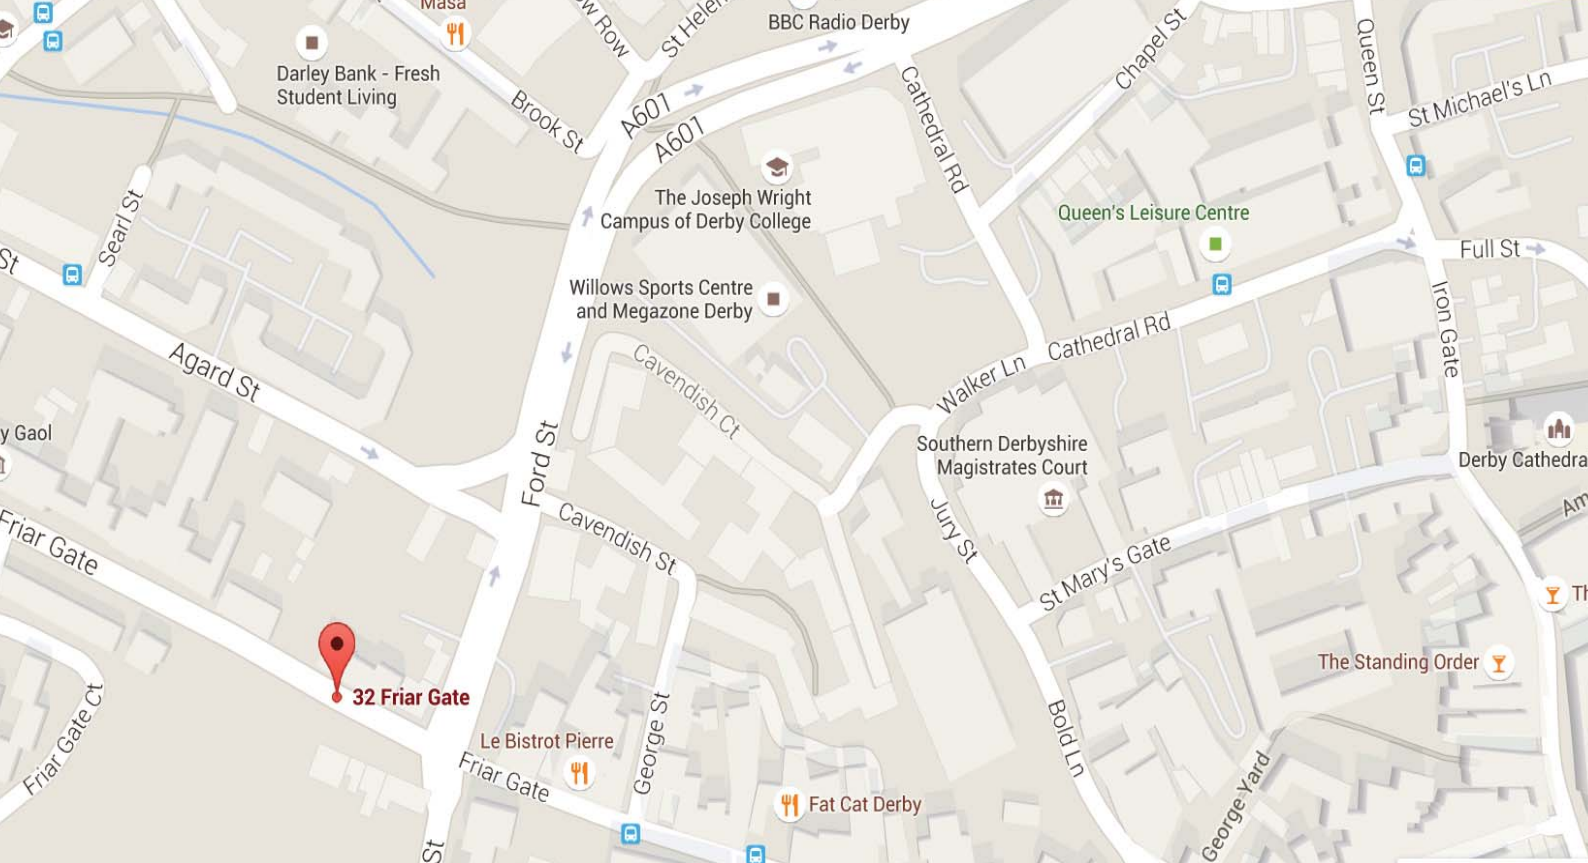 Masa
ew Row
St Helen
BBC Radio Derby
Darley Bank - Fresh
Student Living
Brook St
A601
A601
Cathedral Rd
Chapel St
Queen St
St Michael's Ln
The Joseph Wright
Campus of Derby College
Queen's Leisure Centre
Searl St
St
Full St
Willows Sports Centre
and Megazone Derby
Iron Gate
Cathedral Rd
Walker Ln
Agard St
Cavendish Ct
y Gaol
Ford St
Southern Derbyshire
Magistrates Court
Derby Cathedra
Am
Friar Gate
Cavendish St
Jury St
St Mary's Gate
Th
The Standing Order
32 Friar Gate
Friar Gate Ct
Le Bistrot Pierre
George St
Bold Ln
Friar Gate
Fat Cat Derby
George Yard
St